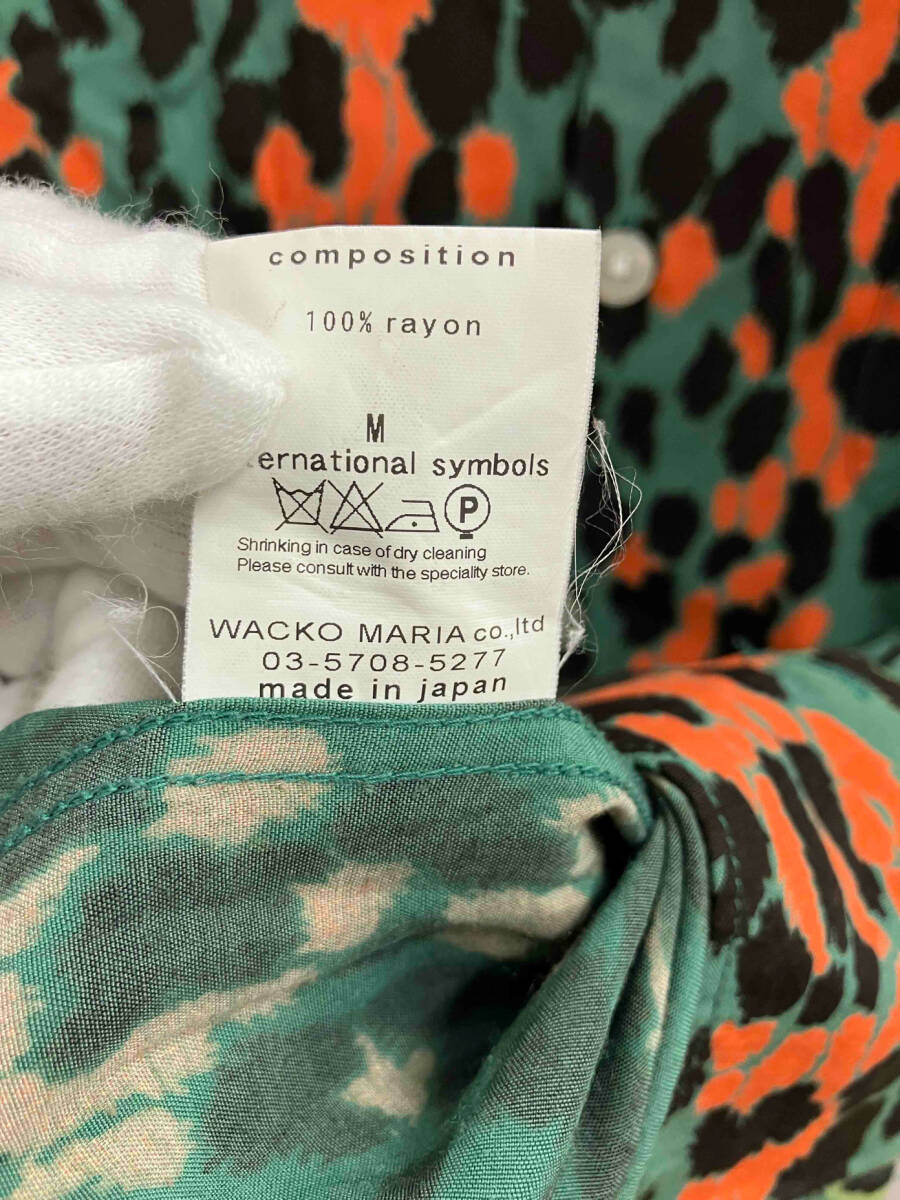 composition
100% rayon
M
ernational symbols
P
Shrinking in case of dry cleaning
Please consult with the speciality store.
WACKO MARIA co.,ltd
03-5708-5277
made in japan